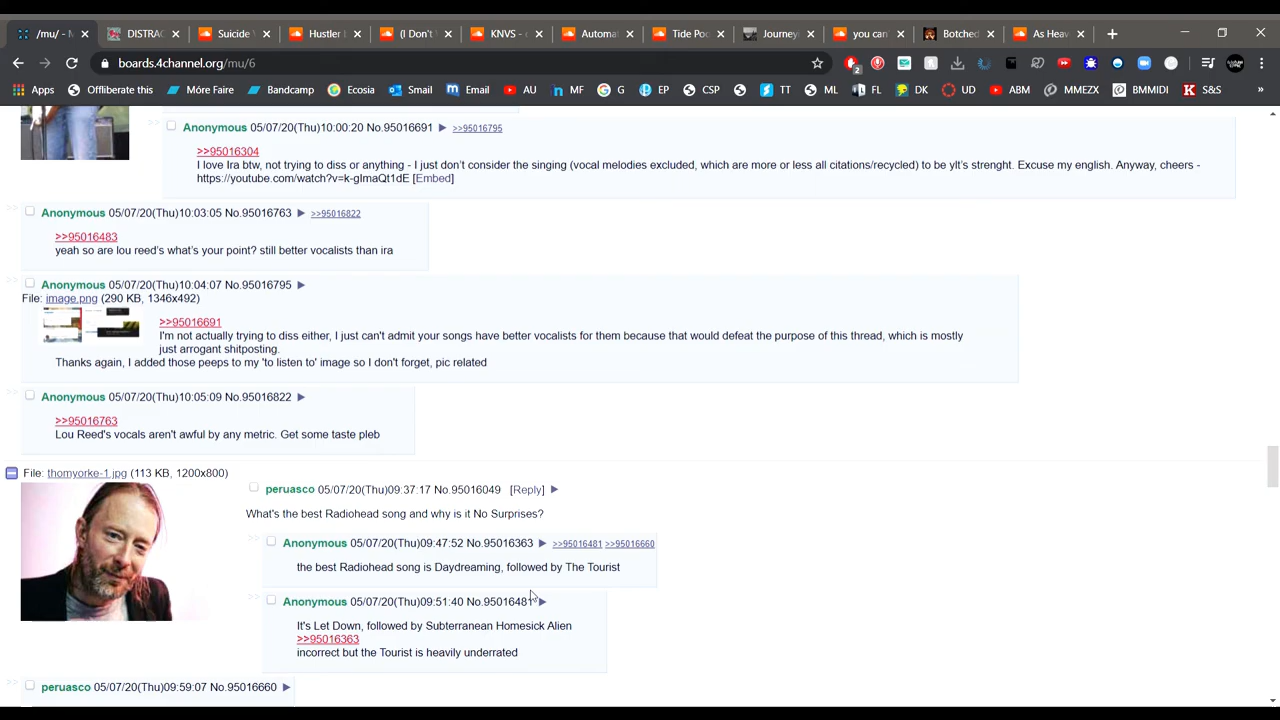 /mu/ - M
DISTRAC
Suicide
Hustler
(I Don't
KNVS -
Automat
Tide Poc
Journey
you can'
Botched
As Heav
boards.4channel.org/mu/6
2
Apps
Offliberate this
Móre Faire
Bandcamp
Ecosia
Small
Email
AU
MF
G
EP
CSP
TT
ML
FL
DK
UD
ABM
MMEZX
BMMIDI
S&S
»
>> Anonymous 05/07/20(Thu)10:00:20 No.95016691 ▶ >>95016795
>>95016304
I love Ira btw, not trying to diss or anything - I just don't consider the singing (vocal melodies excluded, which are more or less all citations/recycled) to be ylt's strenght. Excuse my english. Anyway, cheers -
https://youtube.com/watch?v=k-gImaQt1dE [Embed]
>> Anonymous 05/07/20(Thu)10:03:05 No.95016763 ▶ >>95016822
>>95016483
yeah so are lou reed's what's your point? still better vocalists than ira
>> Anonymous 05/07/20(Thu)10:04:07 No.95016795 ▶
File: image.png (290 KB, 1346x492)
>>95016691
I'm not actually trying to diss either, I just can't admit your songs have better vocalists for them because that would defeat the purpose of this thread, which is mostly
just arrogant shitposting.
Thanks again, I added those peeps to my 'to listen to' image so I don't forget, pic related
>> Anonymous 05/07/20(Thu)10:05:09 No.95016822 ▶
>>95016763
Lou Reed's vocals aren't awful by any metric. Get some taste pleb
File: thomyorke-1.jpg (113 KB, 1200x800)
peruasco 05/07/20(Thu)09:37:17 No.95016049 [Reply] ▶
What's the best Radiohead song and why is it No Surprises?
>> Anonymous 05/07/20(Thu)09:47:52 No.95016363 ▶ >>95016481 >>95016660
the best Radiohead song is Daydreaming, followed by The Tourist
>> Anonymous 05/07/20(Thu)09:51:40 No.95016481 ▶
It's Let Down, followed by Subterranean Homesick Alien
>>95016363
incorrect but the Tourist is heavily underrated
>> peruasco 05/07/20(Thu)09:59:07 No.95016660 ▶